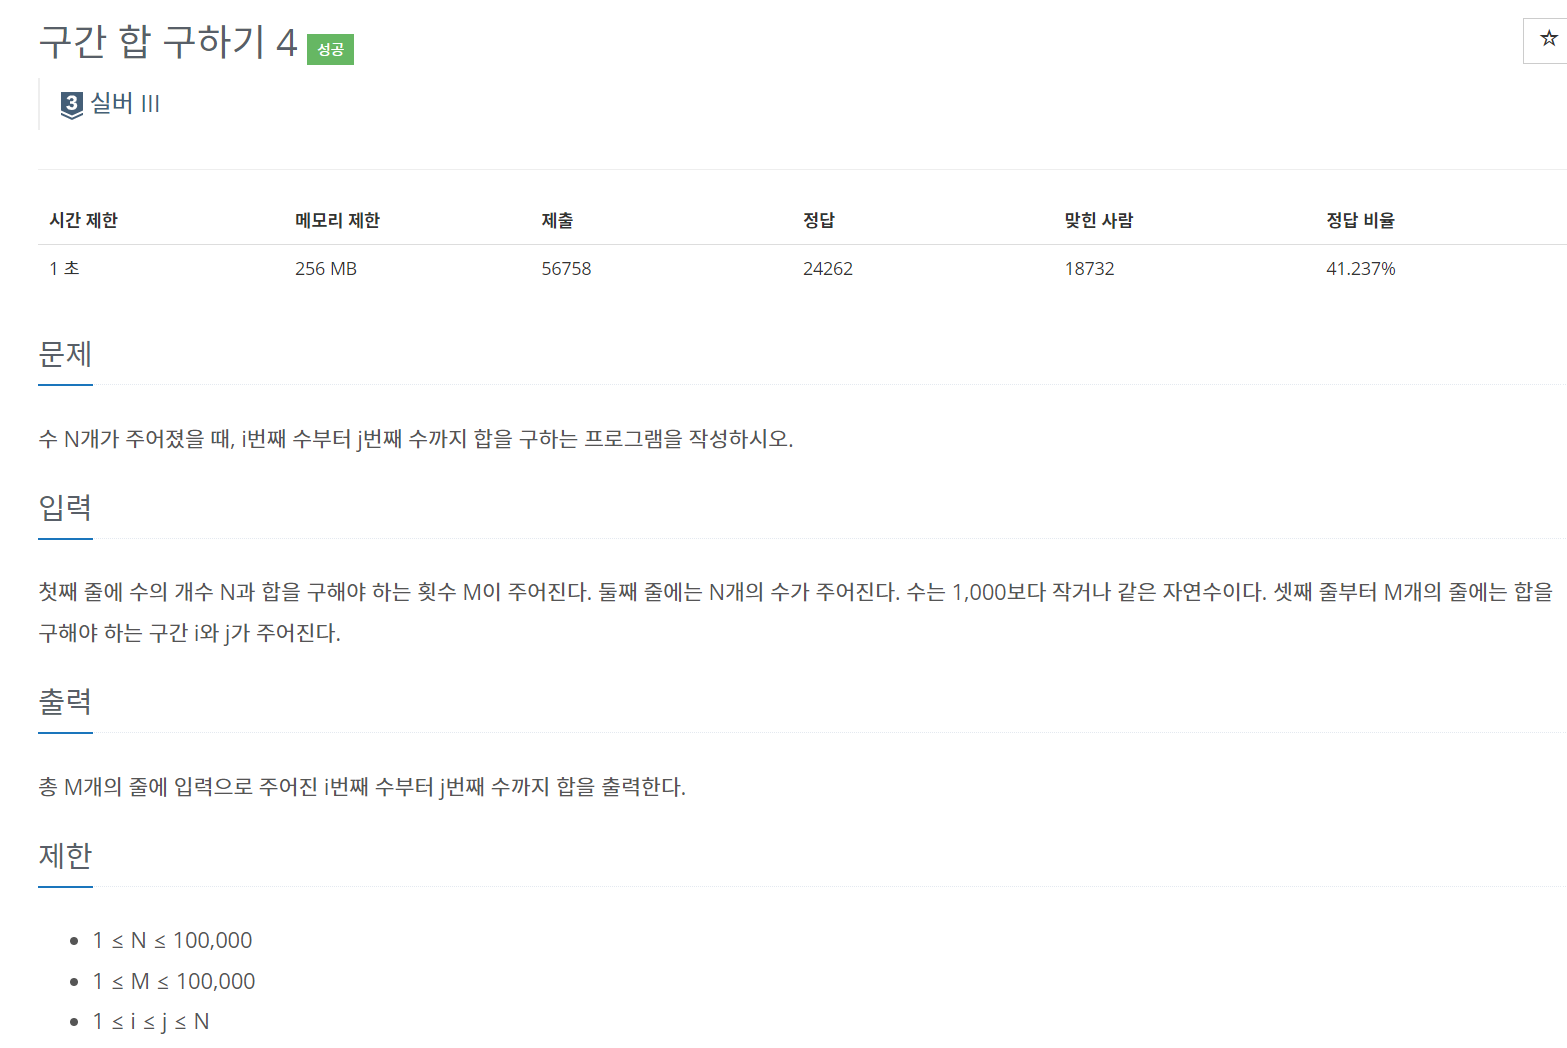 구간 합 구하기 4 성공
3 실버 III
시간 제한 메모리 제한 제출 정답 맞힌 사람 정답 비율
1 초 256 MB 56758 24262 18732 41.237%
문제
수 N개가 주어졌을 때, i번째 수부터 j번째 수까지 합을 구하는 프로그램을 작성하시오.
입력
첫째 줄에 수의 개수 N과 합을 구해야 하는 횟수 M이 주어진다. 둘째 줄에는 N개의 수가 주어진다. 수는 1,000보다 작거나 같은 자연수이다. 셋째 줄부터 M개의 줄에는 합을
구해야 하는 구간 i와 j가 주어진다.
출력
총 M개의 줄에 입력으로 주어진 i번째 수부터 j번째 수까지 합을 출력한다.
제한
1 ≤ N ≤ 100,000
1 ≤ M ≤ 100,000
1 ≤ i ≤ j ≤ N